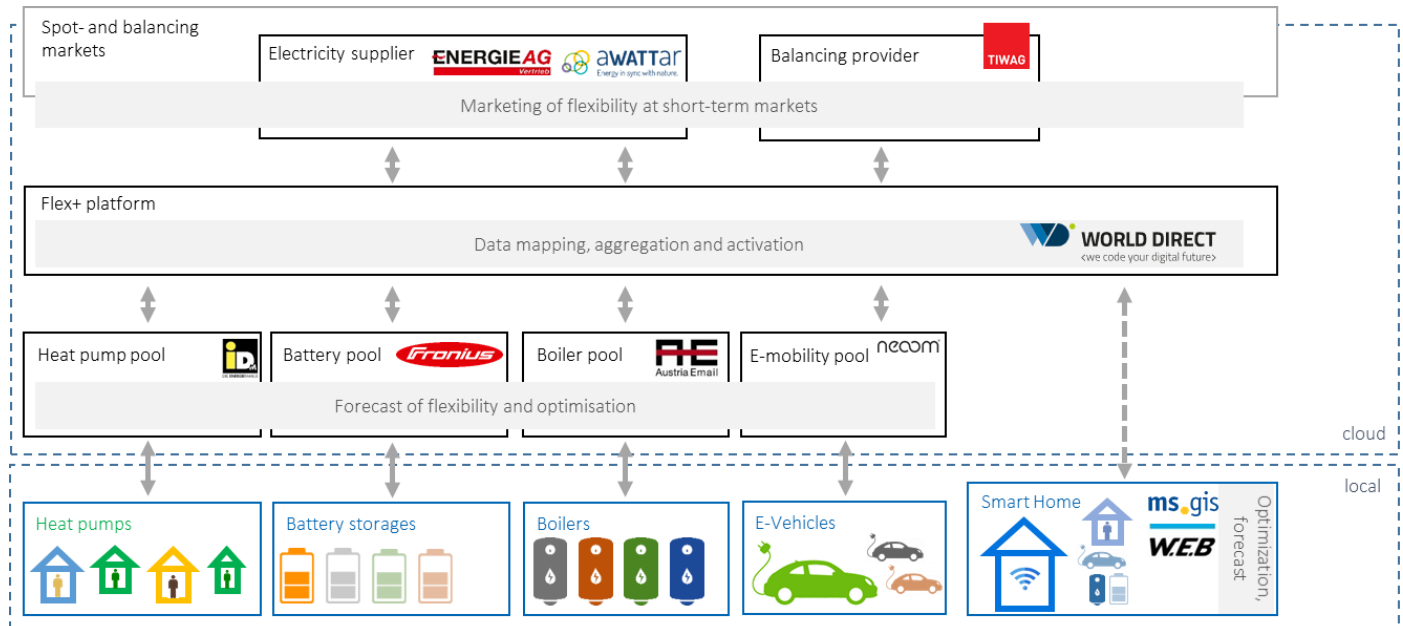 Spot- and balancing
markets
Electricity supplier
ENERGIEAG
Vertrieb
aWATTar
Energy in sync with nature.
Balancing provider
TIWAG
Marketing of flexibility at short-term markets
Flex+ platform
Data mapping, aggregation and activation
WORLD DIRECT
<we code your digital future>
Heat pump pool
iDM
Battery pool
Fronius
Boiler pool
AE
Austria Email
E-mobility pool
neoom
Forecast of flexibility and optimisation
cloud
local
Heat pumps
Battery storages
Boilers
E-Vehicles
Smart Home
ms.gis
W.E.B
Optimization,
forecast